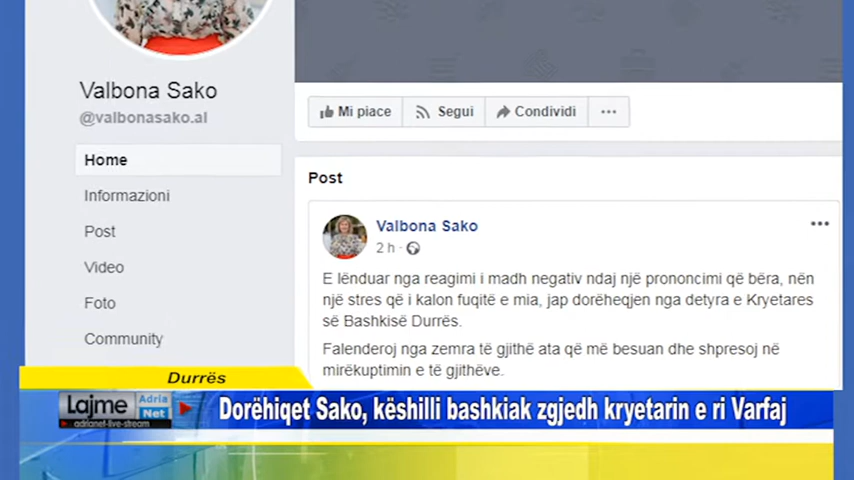 Valbona Sako
@valbonasako.al
Home
Informazioni
Post
Video
Foto
Community
Mi piace
Segui
Condividi
Post
Valbona Sako
2 h ·
E lënduar nga reagimi i madh negativ ndaj një prononcimi që bëra, nën
një stres që i kalon fuqitë e mia, jap dorëheqjen nga detyra e Kryetares
së Bashkisë Durrës.
Falenderoj nga zemra të gjithë ata që më besuan dhe shpresoj në
mirëkuptimin e të gjithëve.
Durrës
Lajme Adria Net
adrianet-live-stream
Dorëhiqet Sako, këshilli bashkiak zgjedh kryetarin e ri Varfaj